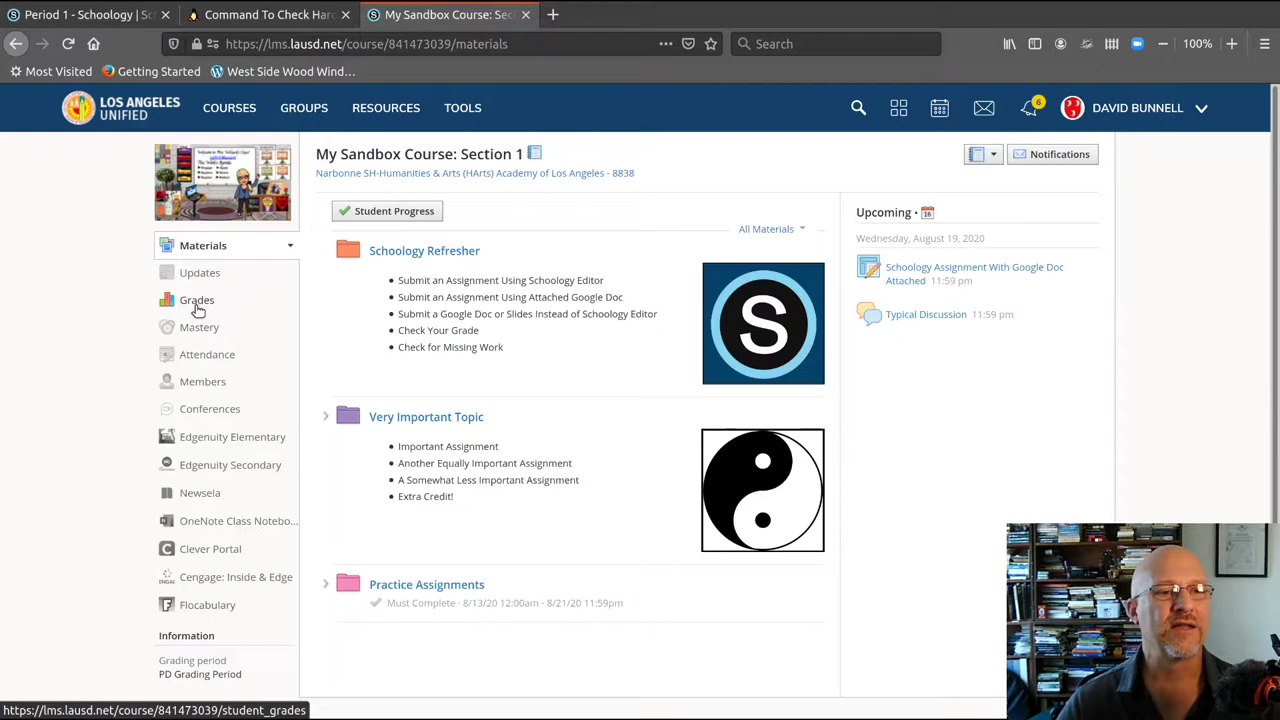 Period 1 - Schoology | Sc
Command To Check Harc
My Sandbox Course: Sec
https://lms.lausd.net/course/841473039/materials
Search
100%
Most Visited
Getting Started
West Side Wood Wind...
LOS ANGELES UNIFIED
COURSES
GROUPS
RESOURCES
TOOLS
6
DAVID BUNNELL
My Sandbox Course: Section 1
Narbonne SH-Humanities & Arts (HArts) Academy of Los Angeles - 8838
Notifications
Materials
Updates
Grades
Mastery
Attendance
Members
Conferences
Edgenuity Elementary
Edgenuity Secondary
Newsela
OneNote Class Notebo...
Clever Portal
Cengage: Inside & Edge
Flocabulary
Information
Grading period
PD Grading Period
Student Progress
All Materials
Schoology Refresher
Submit an Assignment Using Schoology Editor
Submit an Assignment Using Attached Google Doc
Submit a Google Doc or Slides Instead of Schoology Editor
Check Your Grade
Check for Missing Work
S
Very Important Topic
Important Assignment
Another Equally Important Assignment
A Somewhat Less Important Assignment
Extra Credit!
Practice Assignments
Must Complete · 8/13/20 12:00am - 8/21/20 11:59pm
Upcoming ·
Wednesday, August 19, 2020
Schoology Assignment With Google Doc
Attached 11:59 pm
Typical Discussion 11:59 pm
https://lms.lausd.net/course/841473039/student_grades